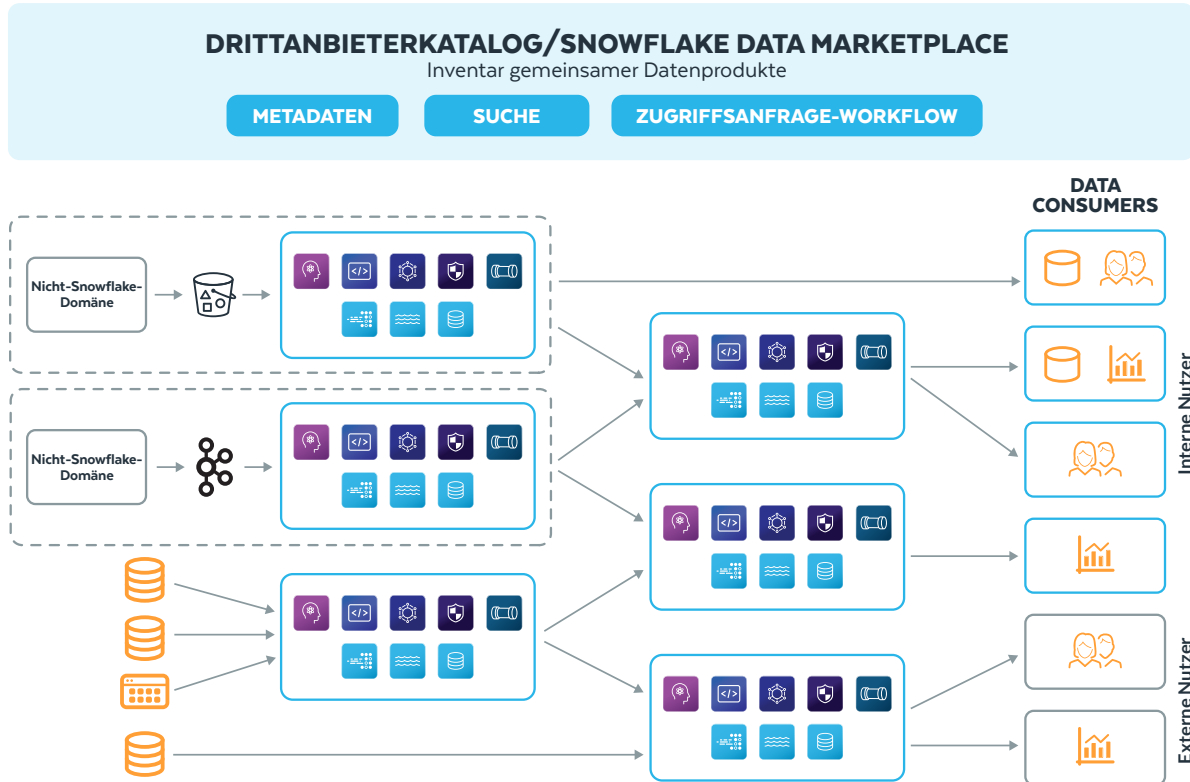 DRITTANBIETERKATALOG/SNOWFLAKE DATA MARKETPLACE
Inventar gemeinsamer Datenprodukte
METADATEN
SUCHE
ZUGRIFFSANFRAGE-WORKFLOW
DATA
CONSUMERS
Nicht-Snowflake-
Domäne
Nicht-Snowflake-
Domäne
Interne Nutzer
Externe Nutzer